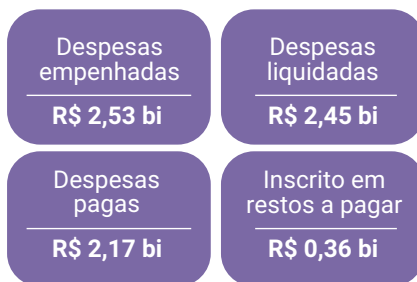 Despesas
empenhadas
R$ 2,53 bi
Despesas
liquidadas
R$ 2,45 bi
Despesas
pagas
R$ 2,17 bi
Inscrito em
restos a pagar
R$ 0,36 bi